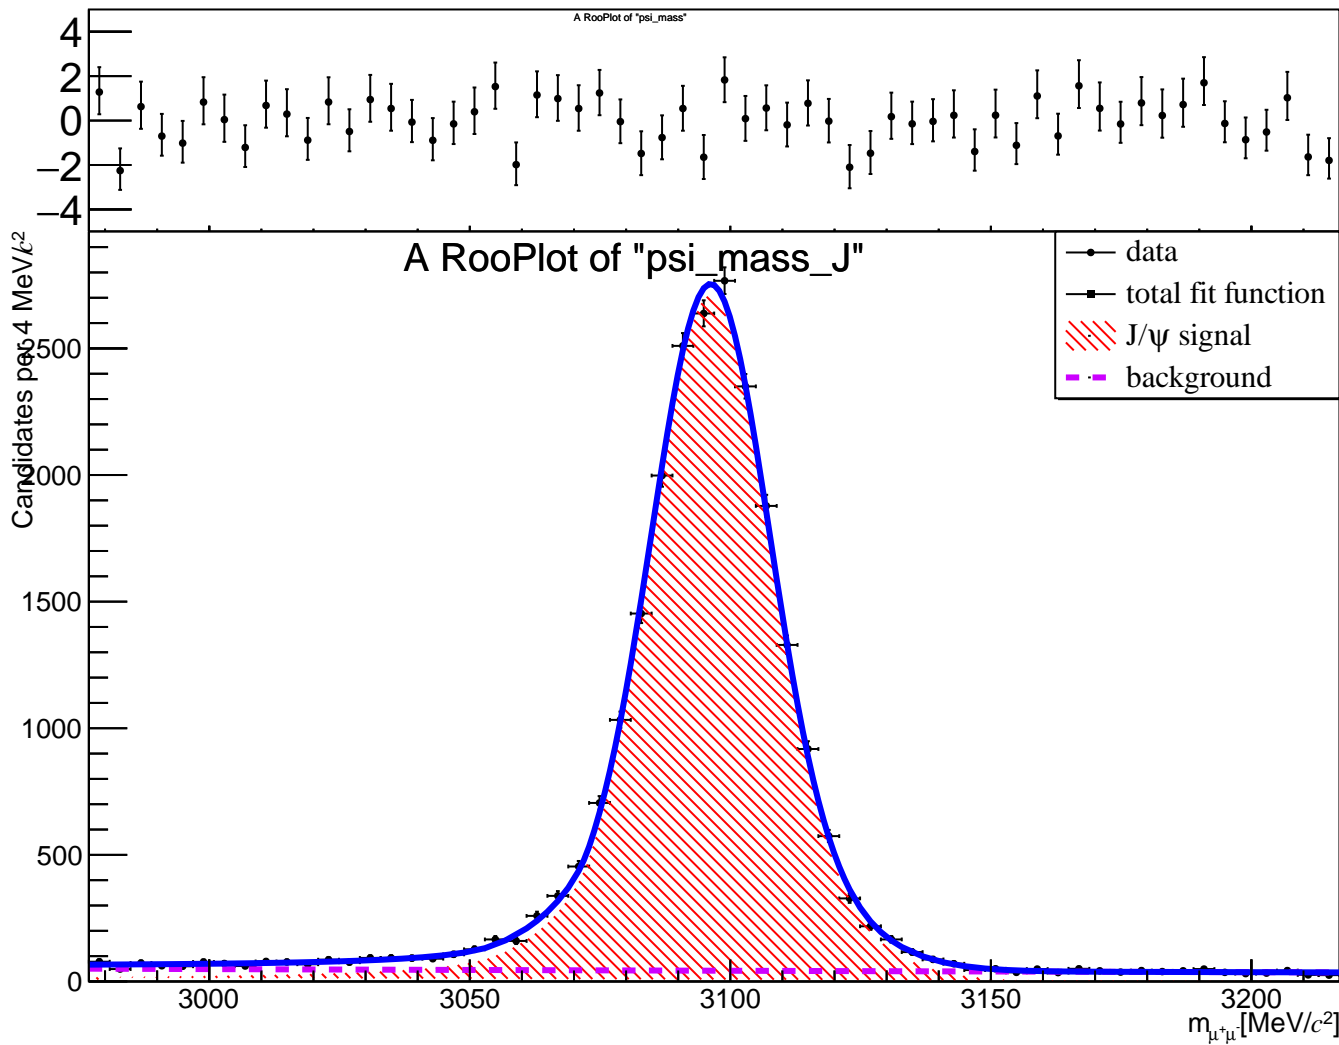 A RooPlot of "psi_mass"
4
2
0
−2
−4
A RooPlot of "psi_mass_J"
data
total fit function
J/ψ signal
background
Candidates per 4 MeV/c²
2500
2000
1500
1000
500
0
3000 3050 3100 3150 3200
m_μ⁺μ⁻ [MeV/c²]